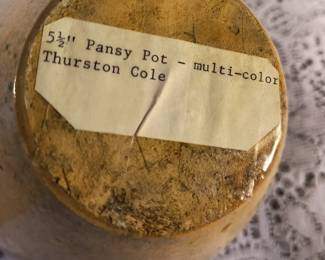 5½" Pansy Pot - multi-color
Thurston Cole